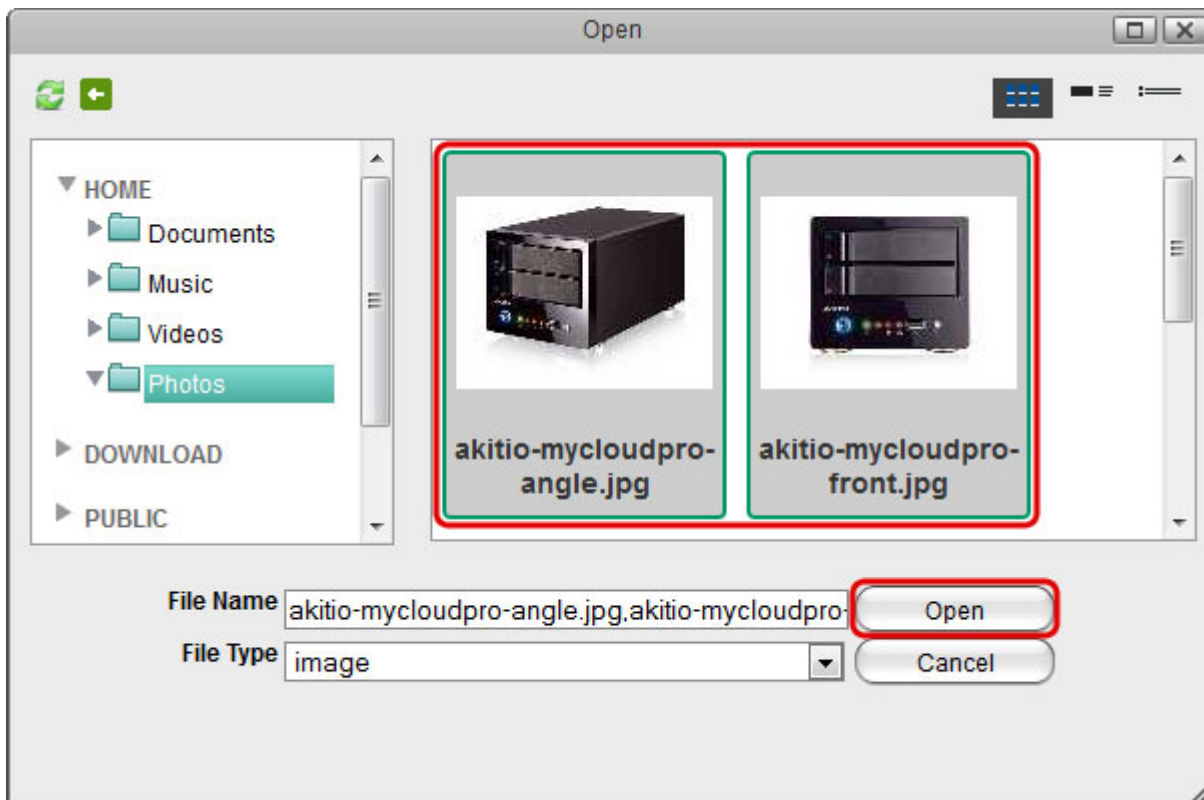 Open
HOME
Documents
Music
Videos
Photos
DOWNLOAD
PUBLIC
akitio-mycloudpro-
angle.jpg
akitio-mycloudpro-
front.jpg
File Name
akitio-mycloudpro-angle.jpg,akitio-mycloudpro-
Open
File Type
image
Cancel